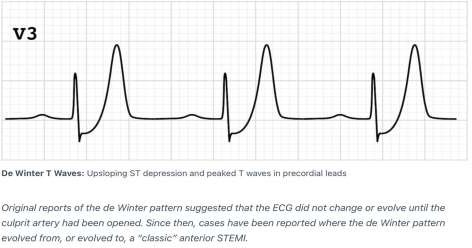 V3
De Winter T Waves: Upsloping ST depression and peaked T waves in precordial leads
Original reports of the de Winter pattern suggested that the ECG did not change or evolve until the
culprit artery had been opened. Since then, cases have been reported where the de Winter pattern
evolved from, or evolved to, a “classic” anterior STEMI.